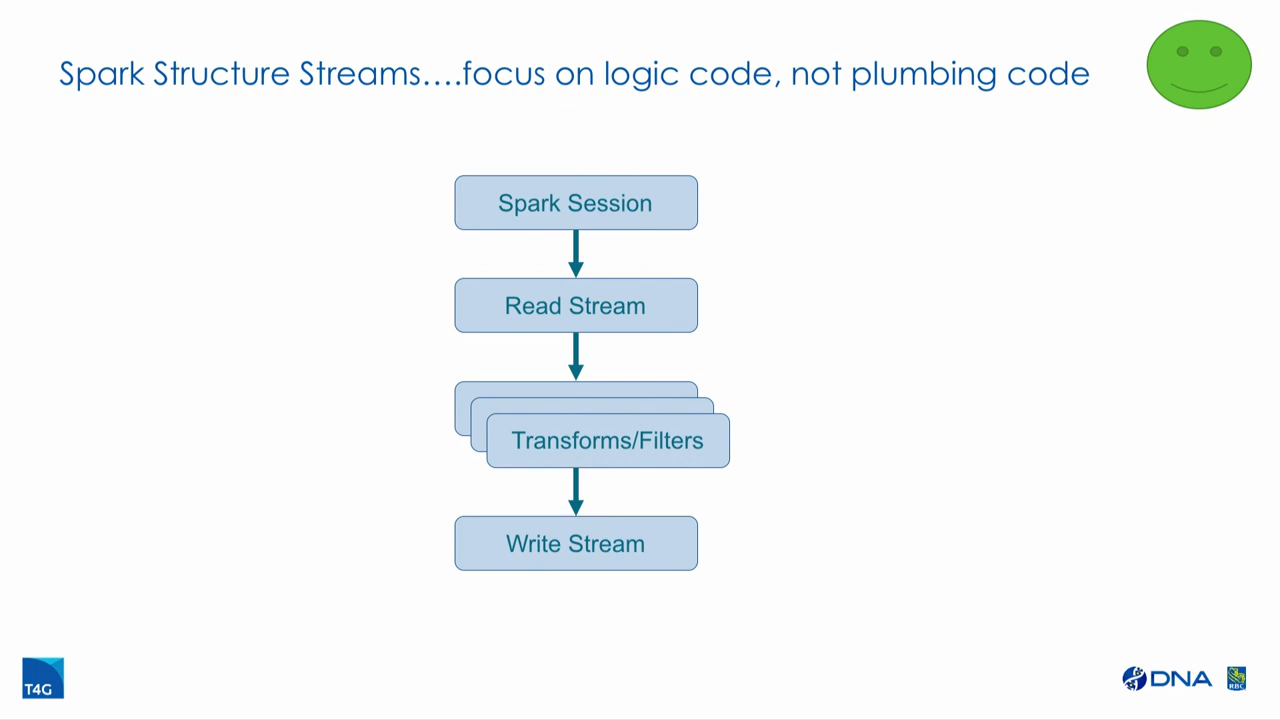 Spark Structure Streams....focus on logic code, not plumbing code
Spark Session
Read Stream
Transforms/Filters
Write Stream
T4G
DNA
RBC